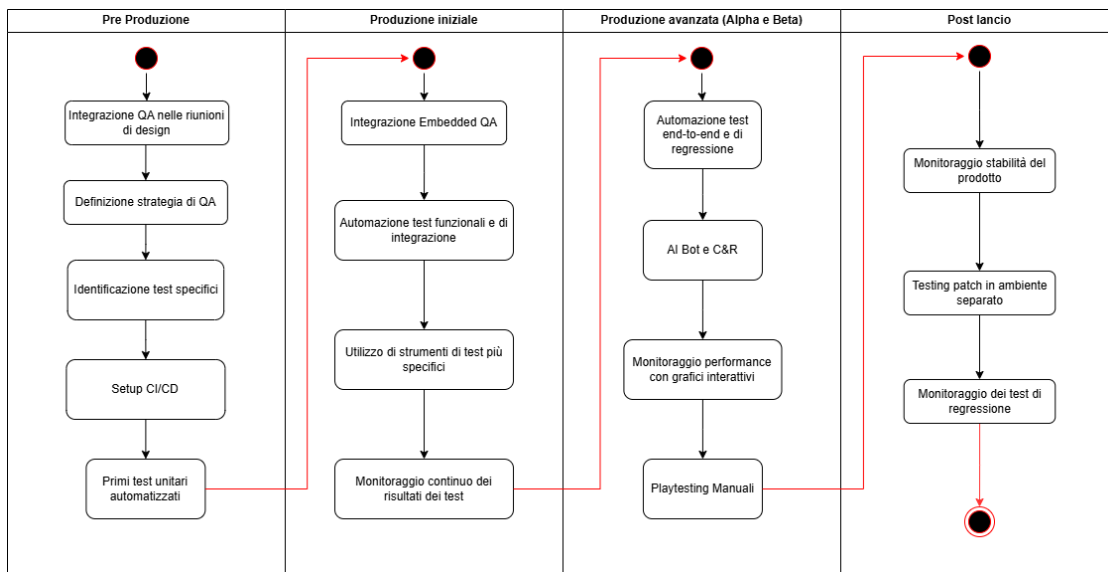 Pre Produzione
Integrazione QA nelle riunioni
di design
Definizione strategia di QA
Identificazione test specifici
Setup CI/CD
Primi test unitari
automatizzati
Produzione iniziale
Integrazione Embedded QA
Automazione test funzionali e di
integrazione
Utilizzo di strumenti di test più
specifici
Monitoraggio continuo dei
risultati dei test
Produzione avanzata (Alpha e Beta)
Automazione test
end-to-end e di
regressione
AI Bot e C&R
Monitoraggio performance
con grafici interattivi
Playtesting Manuali
Post lancio
Monitoraggio stabilità del
prodotto
Testing patch in ambiente
separato
Monitoraggio dei test di
regressione